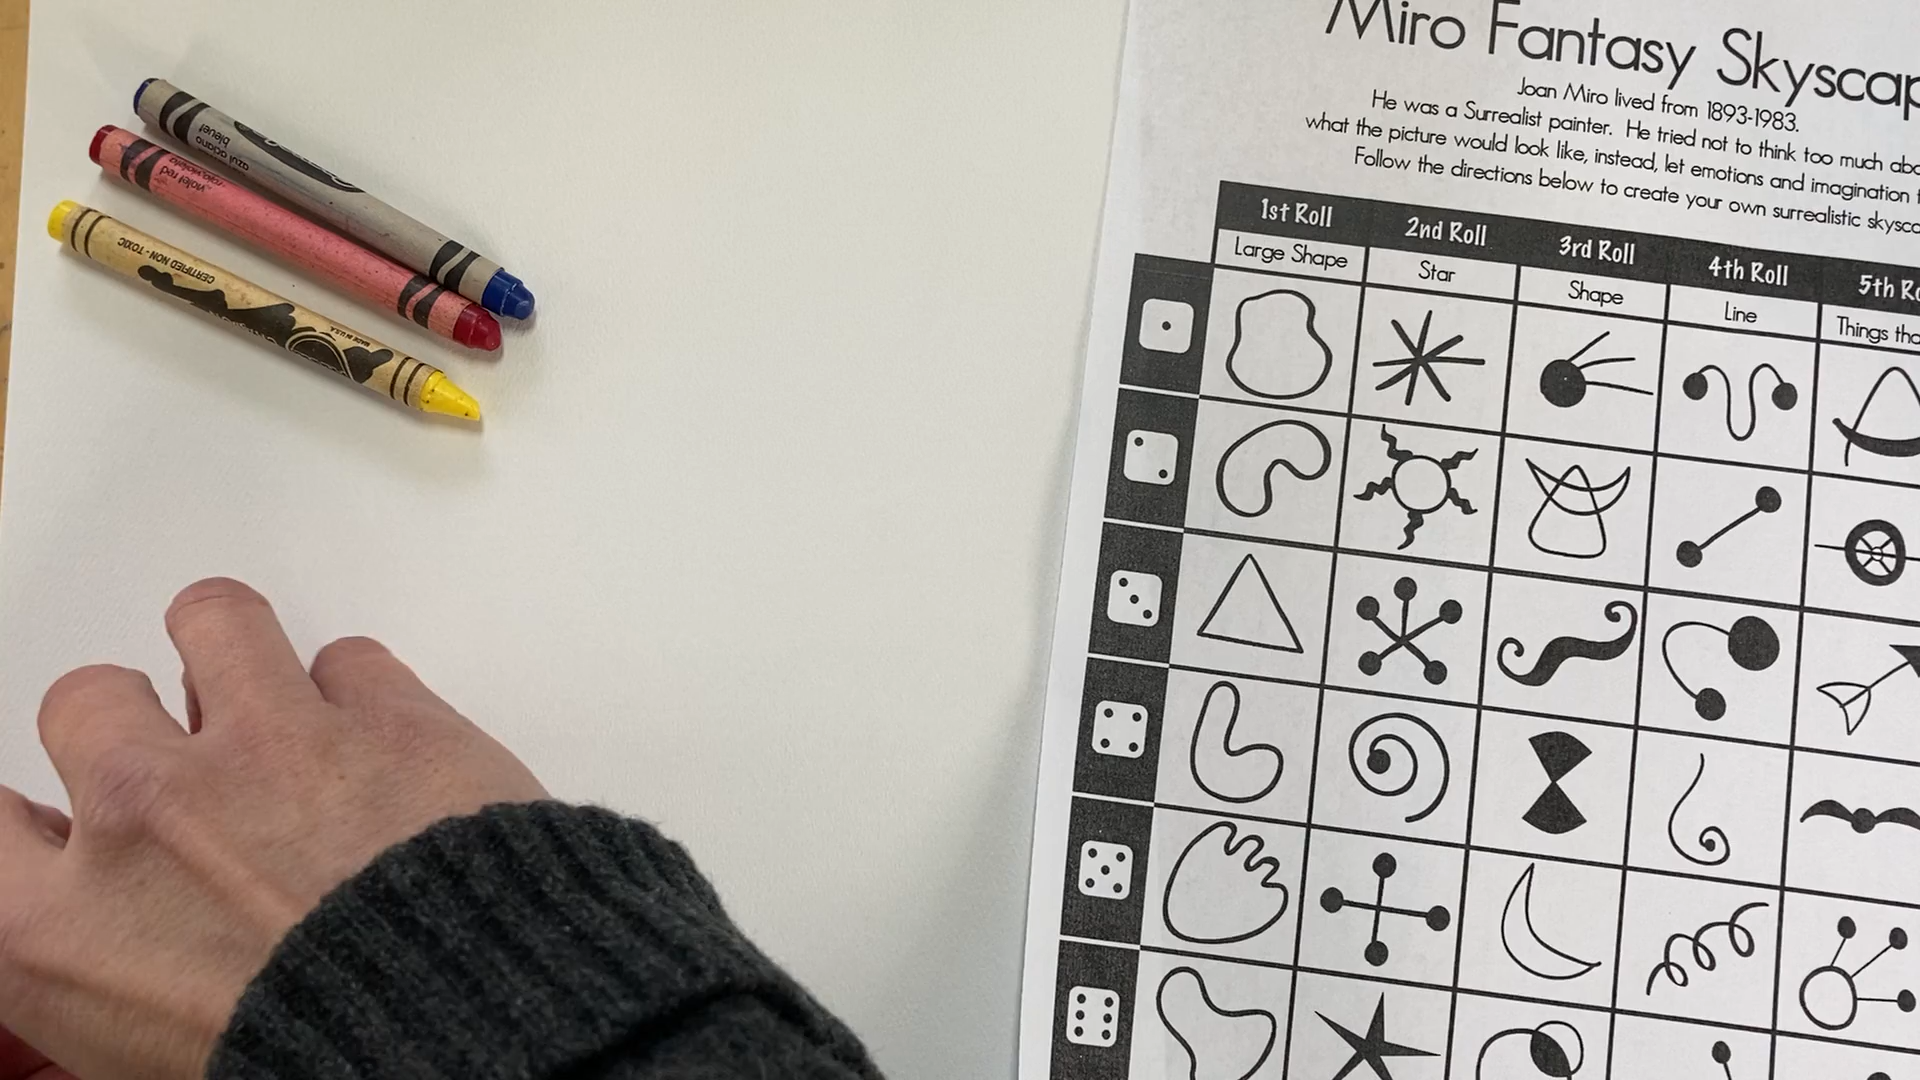 Miro Fantasy Skyscap
Joan Miro lived from 1893-1983.
He was a Surrealist painter. He tried not to think too much abo
what the picture would look like, instead, let emotions and imagination
Follow the directions below to create your own surrealistic skysca
1st Roll 2nd Roll 3rd Roll 4th Roll 5th Ro
Large Shape Star Shape Line Things tha
azul
bleuet
violet red
CERTIFIED NON-TOXIC
MADE IN U.S.A.